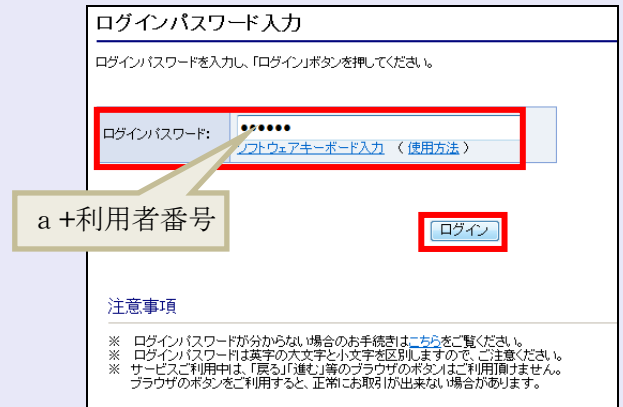 ログインパスワード入力
ログインパスワードを入力し、「ログイン」ボタンを押してください。
ログインパスワード:
●●●●●●
ソフトウェアキーボード入力 （使用方法）
a+利用者番号
ログイン
注意事項
※ ログインパスワードが分からない場合のお手続きはこちらをご覧ください。
※ ログインパスワードは英字の大文字と小文字を区別しますので、ご注意ください。
※ サービスご利用中は、「戻る」「進む」等のブラウザのボタンはご利用頂けません。
ブラウザのボタンをご利用すると、正常にお取引が出来ない場合があります。